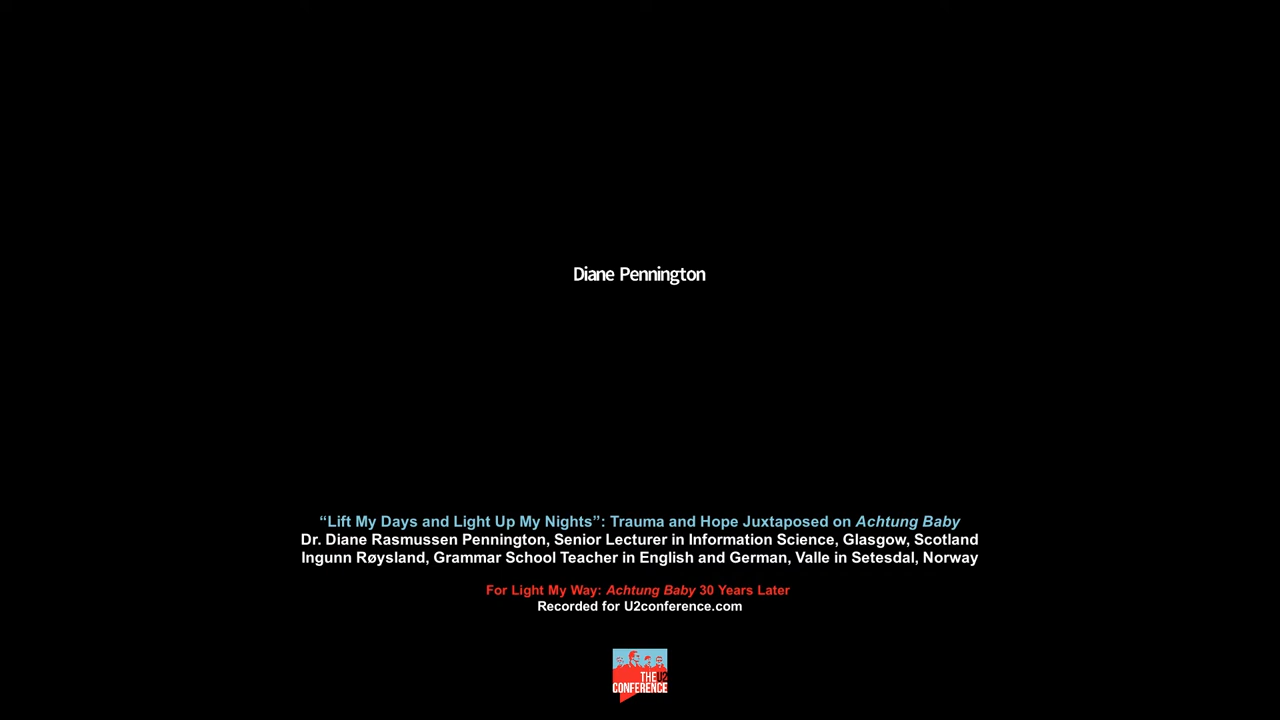 Diane Pennington
“Lift My Days and Light Up My Nights”: Trauma and Hope Juxtaposed on Achtung Baby
Dr. Diane Rasmussen Pennington, Senior Lecturer in Information Science, Glasgow, Scotland
Ingunn Røysland, Grammar School Teacher in English and German, Valle in Setesdal, Norway
For Light My Way: Achtung Baby 30 Years Later
Recorded for U2conference.com
THE U2
CONFERENCE